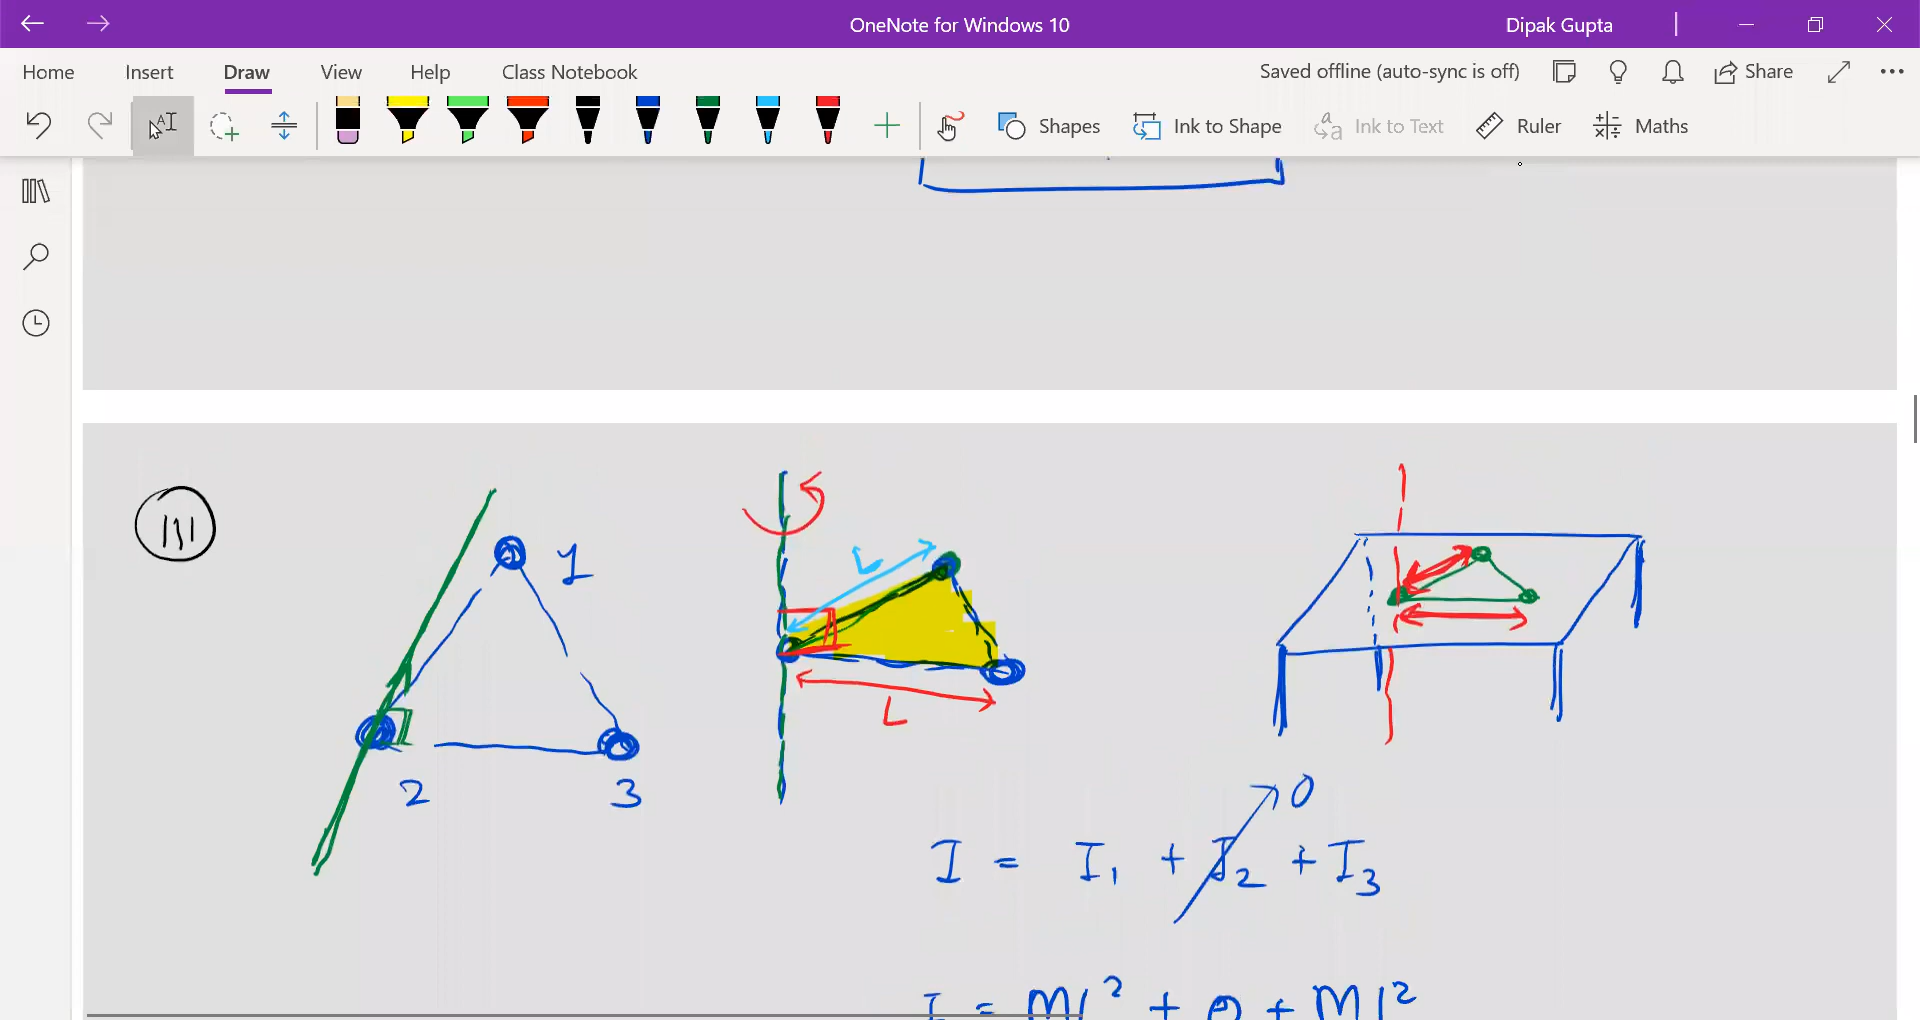 OneNote for Windows 10
Dipak Gupta
Home Insert Draw View Help Class Notebook
Saved offline (auto-sync is off) Share
Shapes Ink to Shape Ink to Text Ruler Maths
III
1
2
3
L
L
I = I₁ + I₂ + I₃
0
I = ML² + 0 + ML²